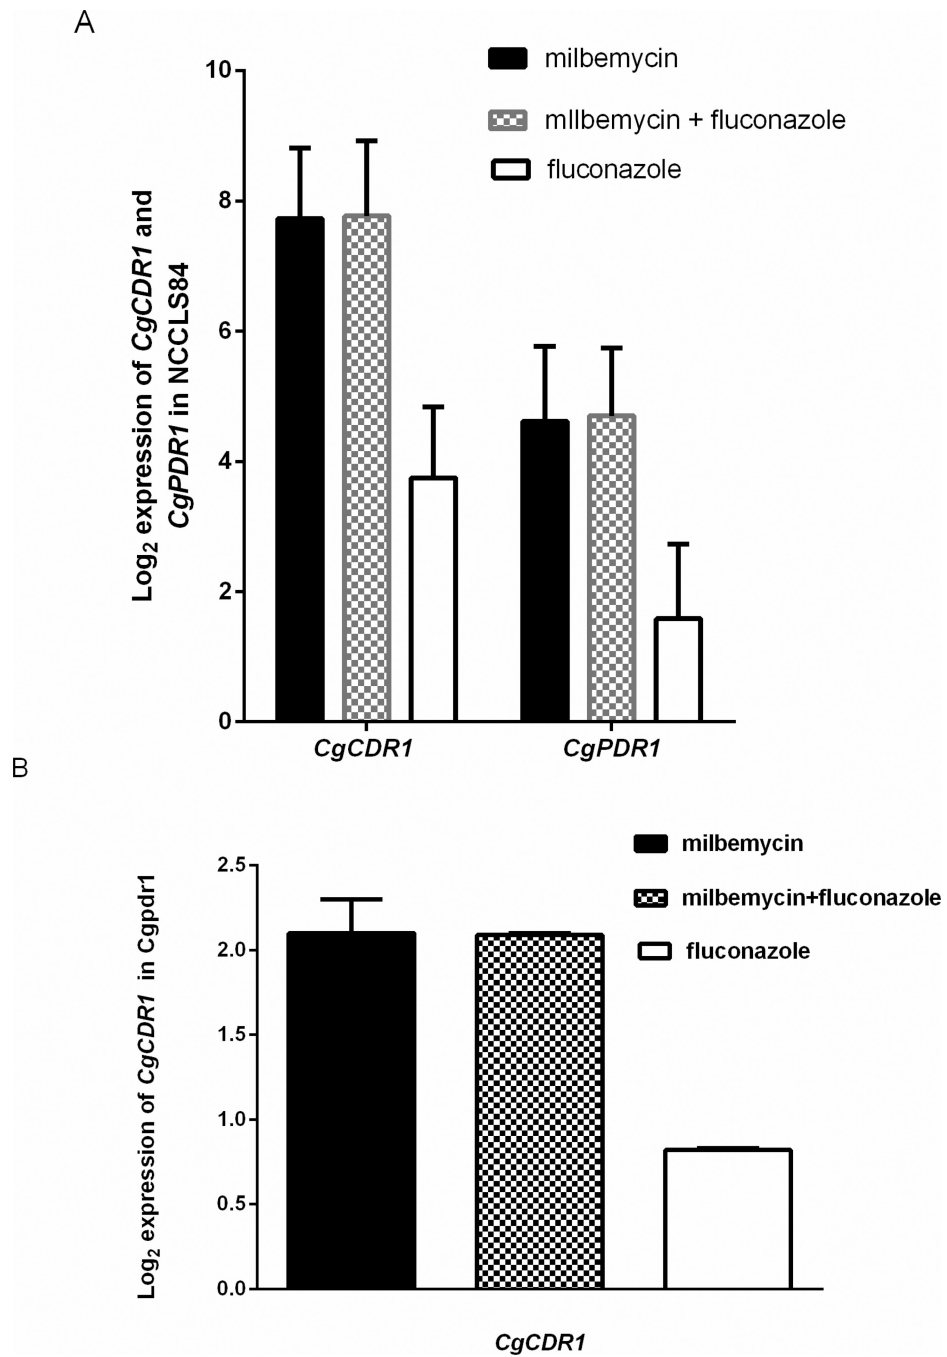 A
milbemycin
mIlbemycin + fluconazole
fluconazole
10
8
6
4
2
0
Log2 expression of CgCDR1 and
CgPDR1 in NCCLS84
CgCDR1
CgPDR1
B
milbemycin
milbemycin+fluconazole
fluconazole
2.5
2.0
1.5
1.0
0.5
0.0
Log2 expression of CgCDR1 in Cgpdr1
CgCDR1